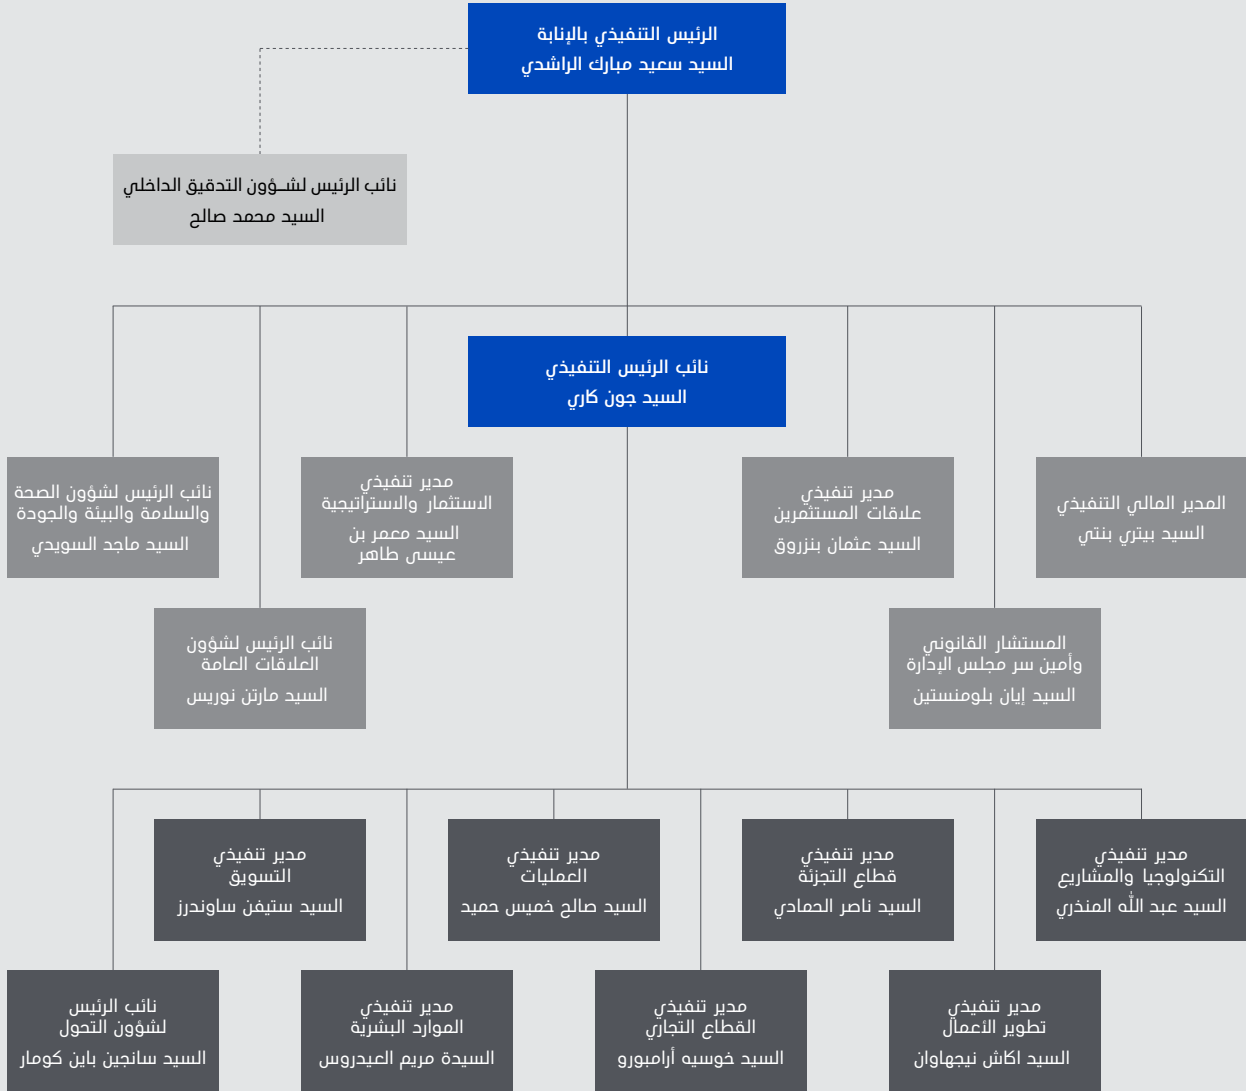 الرئيس التنفيذي بالإنابة
السيد سعيد مبارك الراشدي
نائب الرئيس لشؤون التدقيق الداخلي
السيد محمد صالح
نائب الرئيس التنفيذي
السيد جون كاري
المدير المالي التنفيذي
السيد بيتري بنتي
مدير تنفيذي
علاقات المستثمرين
السيد عثمان بنزروق
مدير تنفيذي
الاستثمار والاستراتيجية
السيد معمر بن
عيسى طاهر
نائب الرئيس لشؤون الصحة
والسلامة والبيئة والجودة
السيد ماجد السويدي
المستشار القانوني
وأمين سر مجلس الإدارة
السيد إيان بلومنستين
نائب الرئيس لشؤون
العلاقات العامة
السيد مارتن نوريس
مدير تنفيذي
التكنولوجيا والمشاريع
السيد عبد الله المنذري
مدير تنفيذي
قطاع التجزئة
السيد ناصر الحمادي
مدير تنفيذي
العمليات
السيد صالح خميس حميد
مدير تنفيذي
التسويق
السيد ستيفن ساوندرز
مدير تنفيذي
تطوير الأعمال
السيد اكاش نيجهاوان
مدير تنفيذي
القطاع التجاري
السيد خوسيه أرامبورو
مدير تنفيذي
الموارد البشرية
السيدة مريم العيدروس
نائب الرئيس
لشؤون التحول
السيد سانجين باين كومار